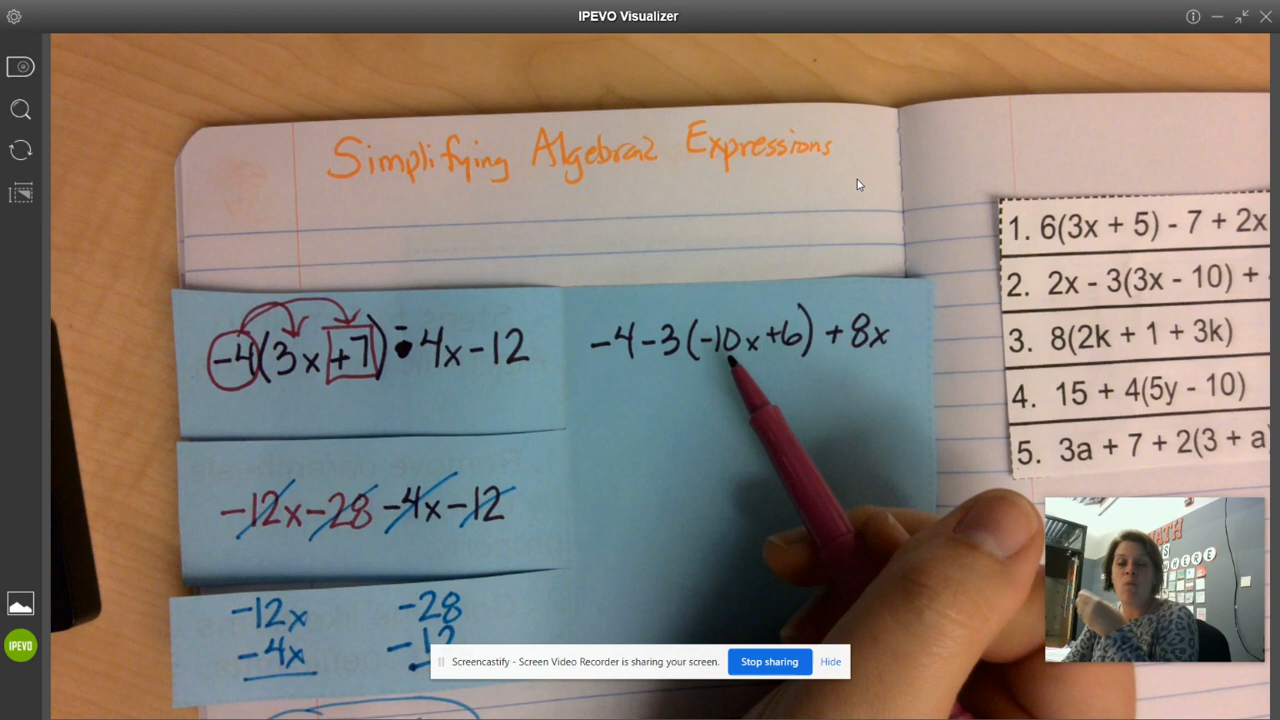 IPEVO Visualizer
Simplifying Algebraic Expressions
-4(3x +7) - 4x - 12
-12x - 28 - 4x - 12
-12x -28
-4x -12
-4 - 3(-10x + 6) + 8x
1. 6(3x + 5) - 7 + 2x
2. 2x - 3(3x - 10) +
3. 8(2k + 1 + 3k)
4. 15 + 4(5y - 10)
5. 3a + 7 + 2(3 + a)
MATH
WHERE
Screencastify - Screen Video Recorder is sharing your screen.
Stop sharing
Hide
IPEVO